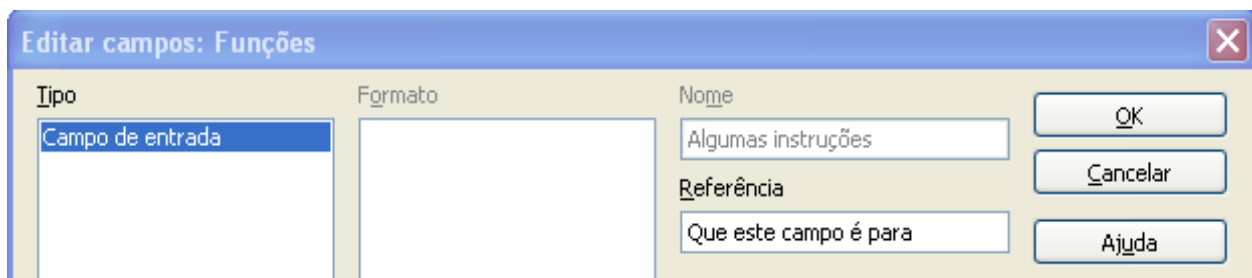 Editar campos: Funções
Tipo
Formato
Nome
Campo de entrada
Algumas instruções
Referência
Que este campo é para
OK
Cancelar
Ajuda